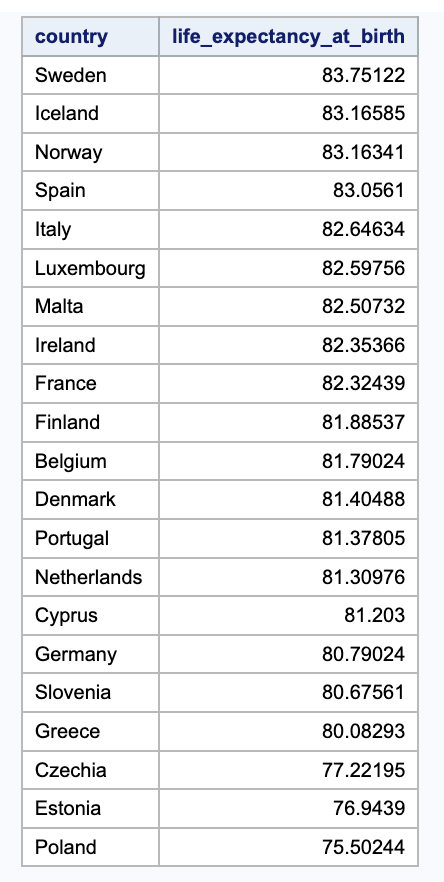 country life_expectancy_at_birth
Sweden 83.75122
Iceland 83.16585
Norway 83.16341
Spain 83.0561
Italy 82.64634
Luxembourg 82.59756
Malta 82.50732
Ireland 82.35366
France 82.32439
Finland 81.88537
Belgium 81.79024
Denmark 81.40488
Portugal 81.37805
Netherlands 81.30976
Cyprus 81.203
Germany 80.79024
Slovenia 80.67561
Greece 80.08293
Czechia 77.22195
Estonia 76.9439
Poland 75.50244